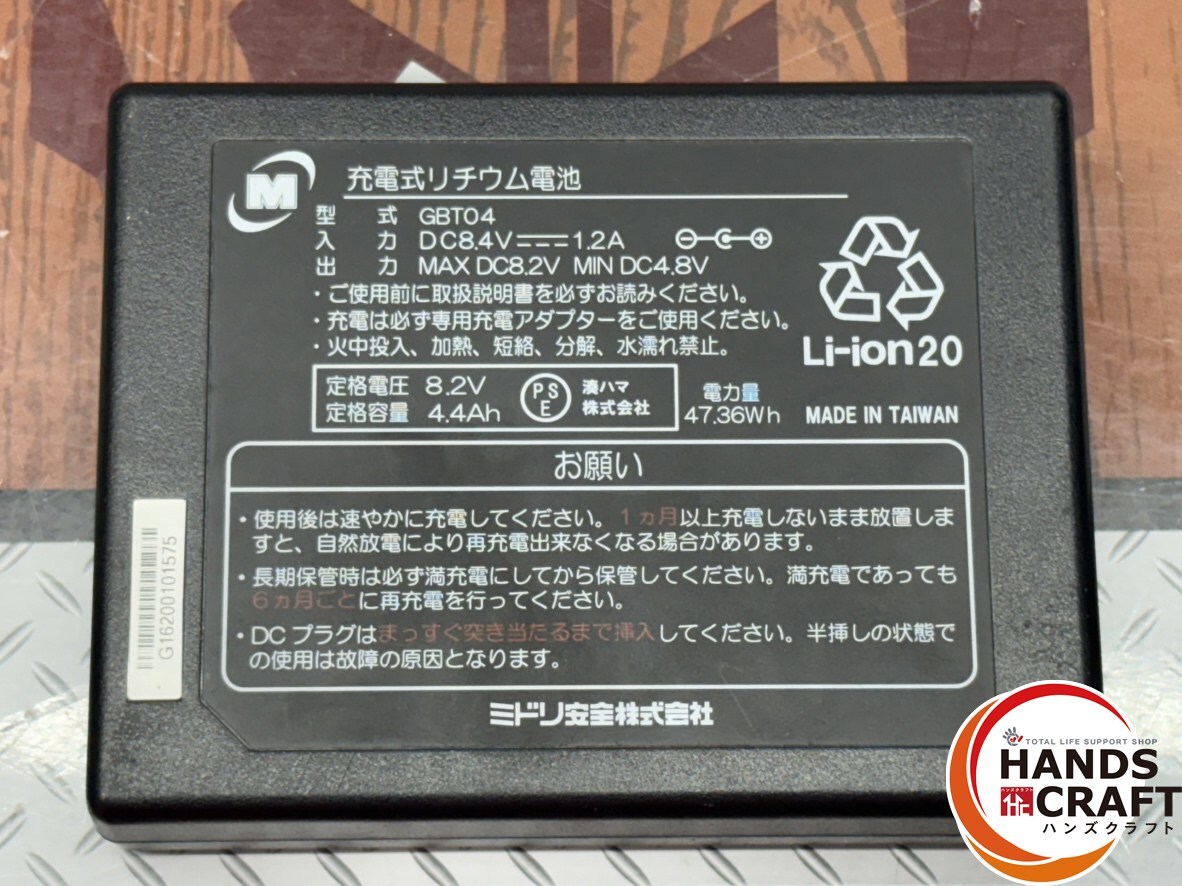 M
充電式リチウム電池
型 式 GBT04
入 力 DC8.4V 1.2A
出 力 MAX DC8.2V MIN DC4.8V
・ご使用前に取扱説明書を必ずお読みください。
・充電は必ず専用充電アダプターをご使用ください。
・火中投入、加熱、短絡、分解、水濡れ禁止。
Li-ion20
定格電圧 8.2V
定格容量 4.4Ah
PS
E
湊ハマ
株式会社
電力量
47.36Wh
MADE IN TAIWAN
お願い
・使用後は速やかに充電してください。1ヵ月以上充電しないまま放置しま
すと、自然放電により再充電出来なくなる場合があります。
・長期保管時は必ず満充電にしてから保管してください。満充電であっても
6ヵ月ごとに再充電を行ってください。
・DCプラグはまっすぐ突き当たるまで挿入してください。半挿しの状態で
の使用は故障の原因となります。
ミドリ安全株式会社
G16200101575
TOTAL LIFE SUPPORT SHOP
HANDS
ハンズクラフト
CRAFT
ハンズクラフト